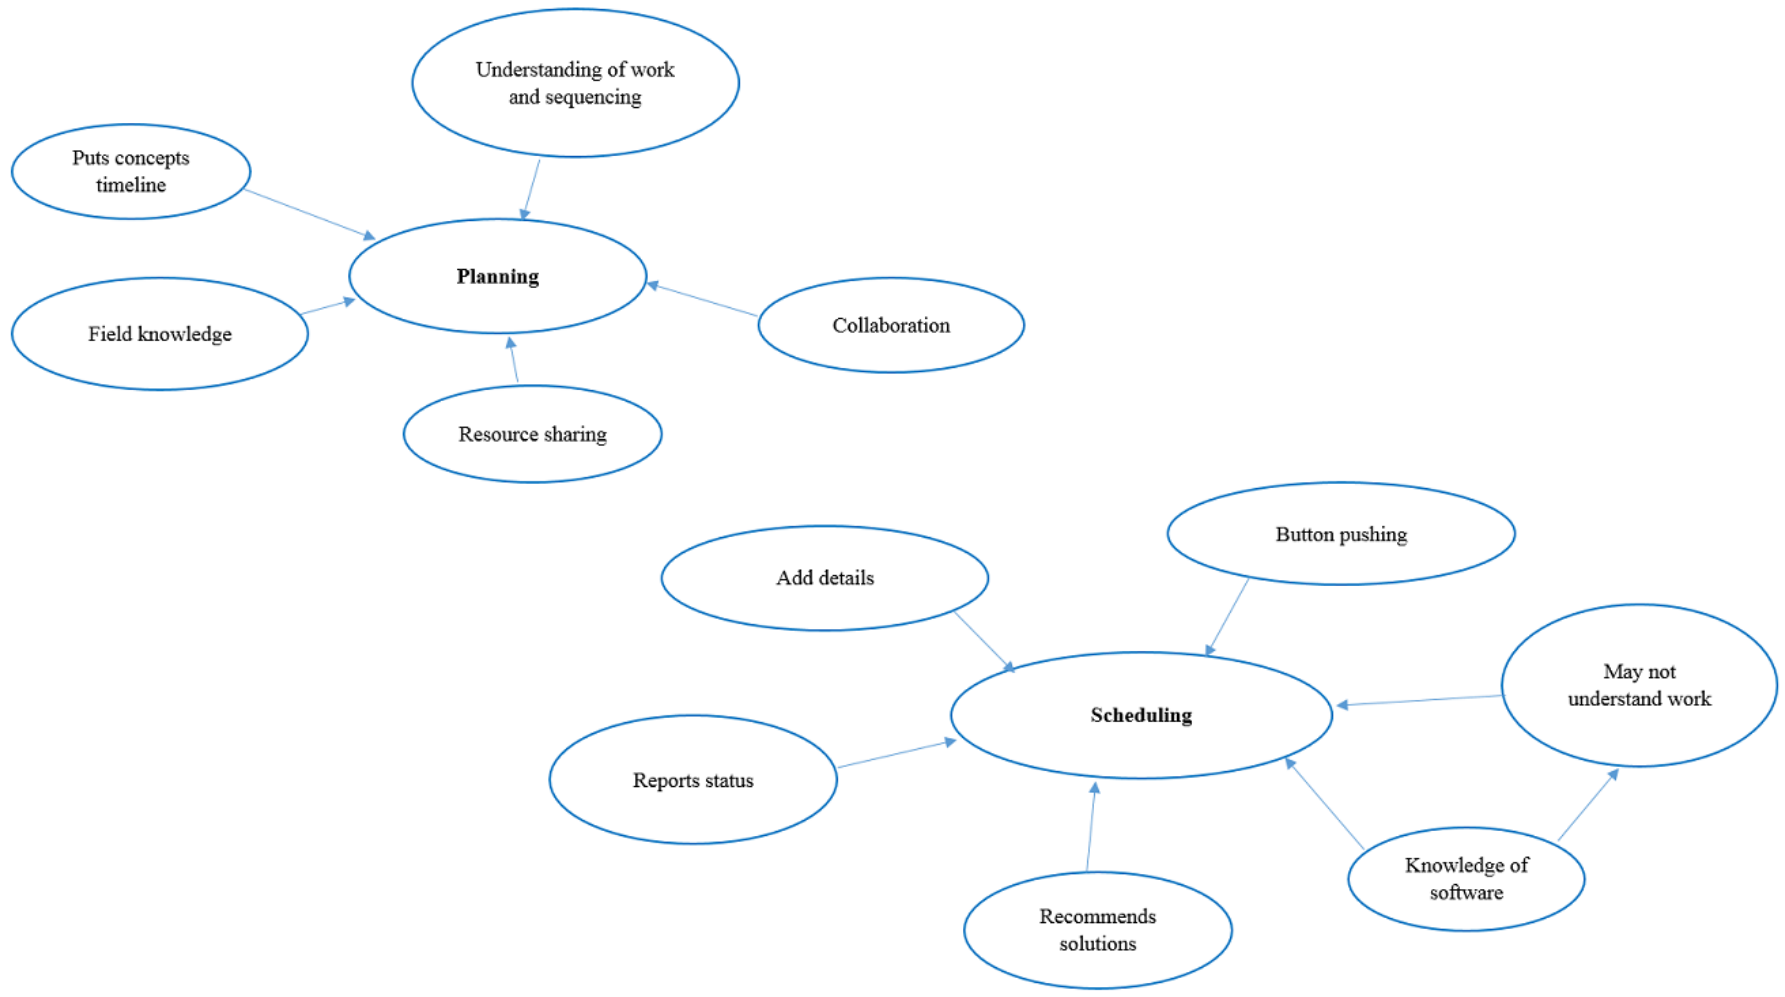 Understanding of work
and sequencing
Puts concepts
timeline
Planning
Field knowledge
Collaboration
Resource sharing
Button pushing
Add details
May not
understand work
Scheduling
Reports status
Knowledge of
software
Recommends
solutions